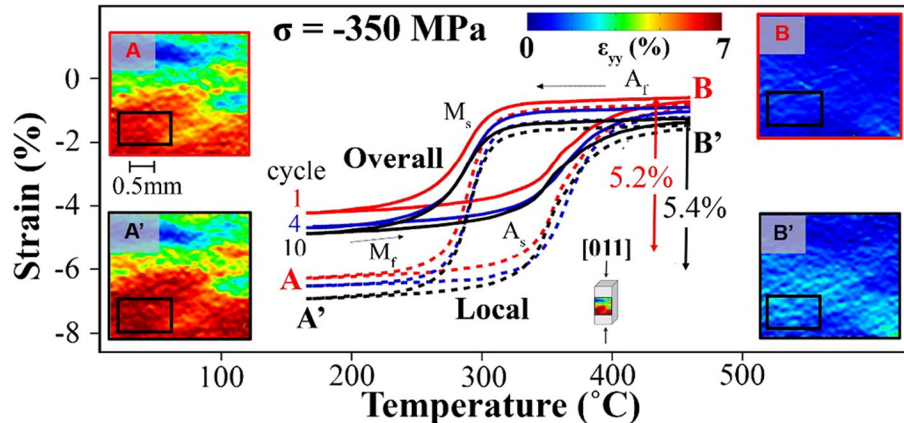 σ = -350 MPa
0 ε_yy (%) 7
A
B
0.5mm
A'
B'
Strain (%)
0
-2
-4
-6
-8
A_f
M_s
B
B'
Overall
cycle
1
4
10
5.2%
5.4%
A_s
M_f
[011]
A
A'
Local
100 200 300 400 500
Temperature (˚C)